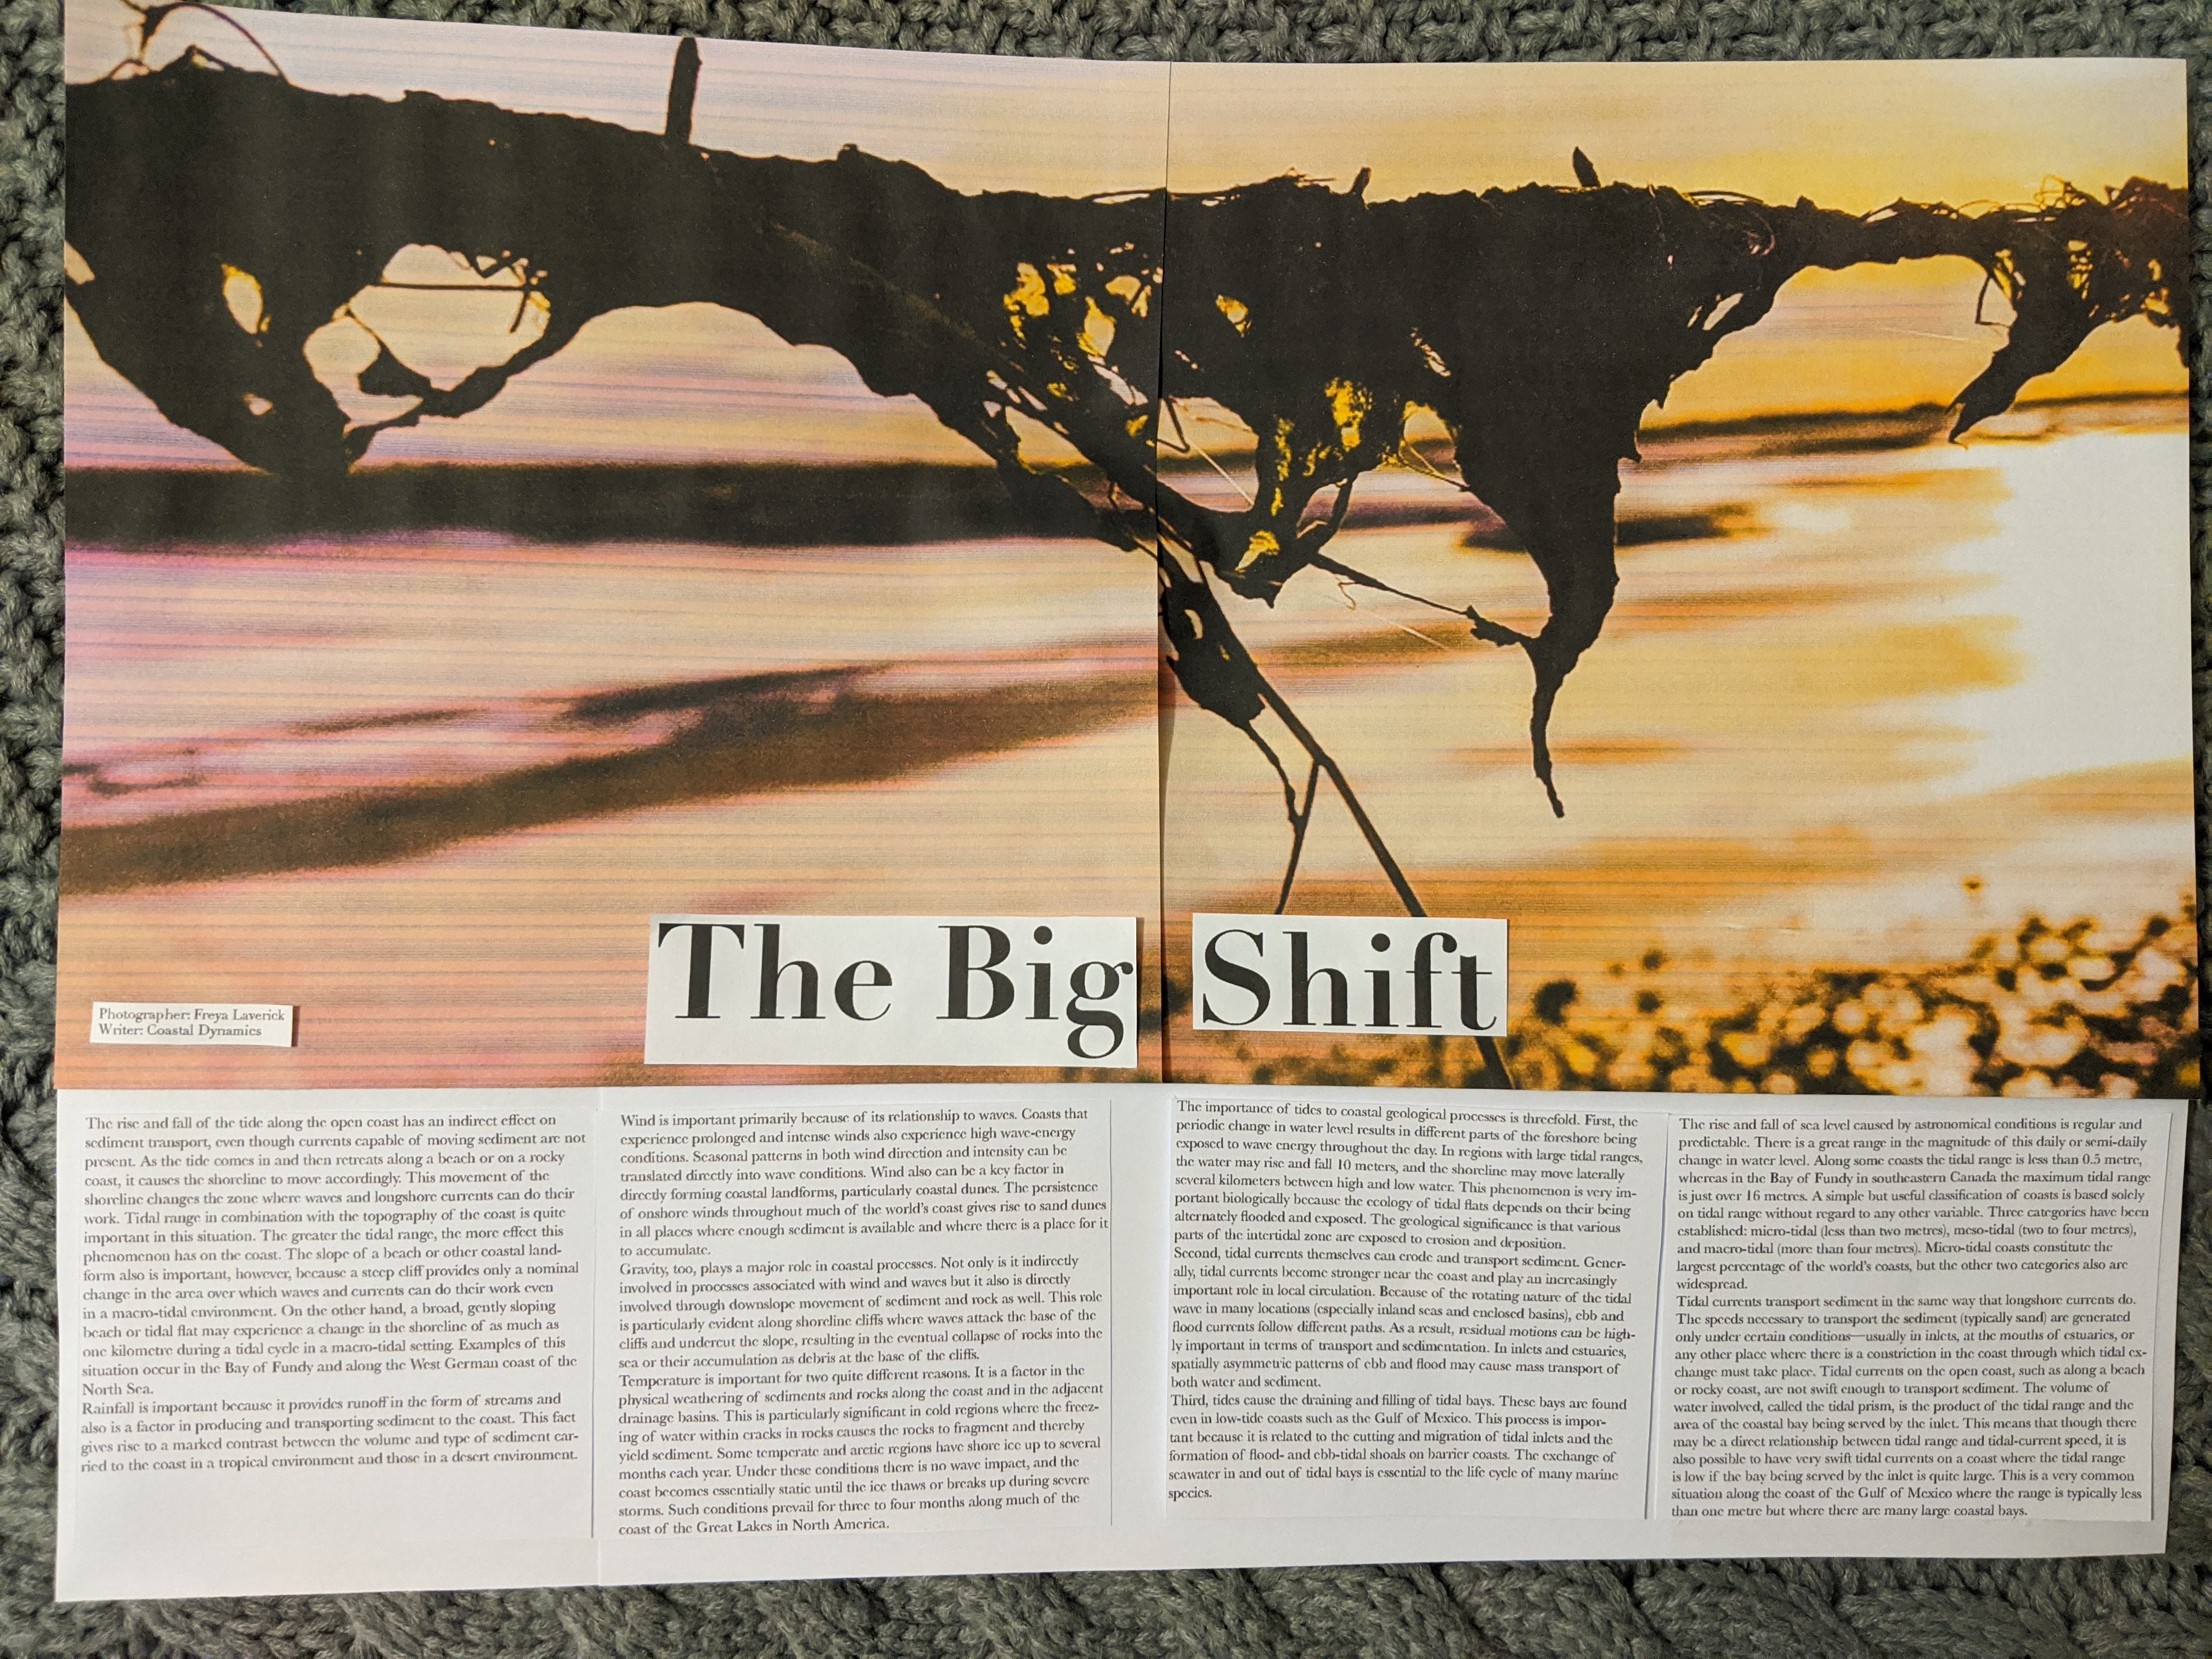 The Big Shift
Photographer: Freya Laverick
Writer: Coastal Dynamics
The rise and fall of the tide along the open coast has an indirect effect on
sediment transport, even though currents capable of moving sediment are not
present. As the tide comes in and then retreats along a beach or on a rocky
coast, it causes the shoreline to move accordingly. This movement of the
shoreline changes the zone where waves and longshore currents can do their
work. Tidal range in combination with the topography of the coast is quite
important in this situation. The greater the tidal range, the more effect this
phenomenon has on the coast. The slope of a beach or other coastal land-
form also is important, however, because a steep cliff provides only a nominal
change in the area over which waves and currents can do their work even
in a macro-tidal environment. On the other hand, a broad, gently sloping
beach or tidal flat may experience a change in the shoreline of as much as
one kilometre during a tidal cycle in a macro-tidal setting. Examples of this
situation occur in the Bay of Fundy and along the West German coast of the
North Sea.
Rainfall is important because it provides runoff in the form of streams and
also is a factor in producing and transporting sediment to the coast. This fact
gives rise to a marked contrast between the volume and type of sediment car-
ried to the coast in a tropical environment and those in a desert environment.
Wind is important primarily because of its relationship to waves. Coasts that
experience prolonged and intense winds also experience high wave-energy
conditions. Seasonal patterns in both wind direction and intensity can be
translated directly into wave conditions. Wind also can be a key factor in
directly forming coastal landforms, particularly coastal dunes. The persistence
of onshore winds throughout much of the world's coast gives rise to sand dunes
in all places where enough sediment is available and where there is a place for it
to accumulate.
Gravity, too, plays a major role in coastal processes. Not only is it indirectly
involved in processes associated with wind and waves but it also is directly
involved through downslope movement of sediment and rock as well. This role
is particularly evident along shoreline cliffs where waves attack the base of the
cliffs and undercut the slope, resulting in the eventual collapse of rocks into the
sea or their accumulation as debris at the base of the cliffs.
Temperature is important for two quite different reasons. It is a factor in the
physical weathering of sediments and rocks along the coast and in the adjacent
drainage basins. This is particularly significant in cold regions where the freez-
ing of water within cracks in rocks causes the rocks to fragment and thereby
yield sediment. Some temperate and arctic regions have shore ice up to several
months each year. Under these conditions there is no wave impact, and the
coast becomes essentially static until the ice thaws or breaks up during severe
storms. Such conditions prevail for three to four months along much of the
coast of the Great Lakes in North America.
The importance of tides to coastal geological processes is threefold. First, the
periodic change in water level results in different parts of the foreshore being
exposed to wave energy throughout the day. In regions with large tidal ranges,
the water may rise and fall 10 meters, and the shoreline may move laterally
several kilometers between high and low water. This phenomenon is very im-
portant biologically because the ecology of tidal flats depends on their being
alternately flooded and exposed. The geological significance is that various
parts of the intertidal zone are exposed to erosion and deposition.
Second, tidal currents themselves can erode and transport sediment. Gener-
ally, tidal currents become stronger near the coast and play an increasingly
important role in local circulation. Because of the rotating nature of the tidal
wave in many locations (especially inland seas and enclosed basins), ebb and
flood currents follow different paths. As a result, residual motions can be high-
ly important in terms of transport and sedimentation. In inlets and estuaries,
spatially asymmetric patterns of ebb and flood may cause mass transport of
both water and sediment.
Third, tides cause the draining and filling of tidal bays. These bays are found
even in low-tide coasts such as the Gulf of Mexico. This process is impor-
tant because it is related to the cutting and migration of tidal inlets and the
formation of flood- and ebb-tidal shoals on barrier coasts. The exchange of
seawater in and out of tidal bays is essential to the life cycle of many marine
species.
The rise and fall of sea level caused by astronomical conditions is regular and
predictable. There is a great range in the magnitude of this daily or semi-daily
change in water level. Along some coasts the tidal range is less than 0.5 metre,
whereas in the Bay of Fundy in southeastern Canada the maximum tidal range
is just over 16 metres. A simple but useful classification of coasts is based solely
on tidal range without regard to any other variable. Three categories have been
established: micro-tidal (less than two metres), meso-tidal (two to four metres),
and macro-tidal (more than four metres). Micro-tidal coasts constitute the
largest percentage of the world's coasts, but the other two categories also are
widespread.
Tidal currents transport sediment in the same way that longshore currents do.
The speeds necessary to transport the sediment (typically sand) are generated
only under certain conditions—usually in inlets, at the mouths of estuaries, or
any other place where there is a constriction in the coast through which tidal ex-
change must take place. Tidal currents on the open coast, such as along a beach
or rocky coast, are not swift enough to transport sediment. The volume of
water involved, called the tidal prism, is the product of the tidal range and the
area of the coastal bay being served by the inlet. This means that though there
may be a direct relationship between tidal range and tidal-current speed, it is
also possible to have very swift tidal currents on a coast where the tidal range
is low if the bay being served by the inlet is quite large. This is a very common
situation along the coast of the Gulf of Mexico where the range is typically less
than one metre but where there are many large coastal bays.